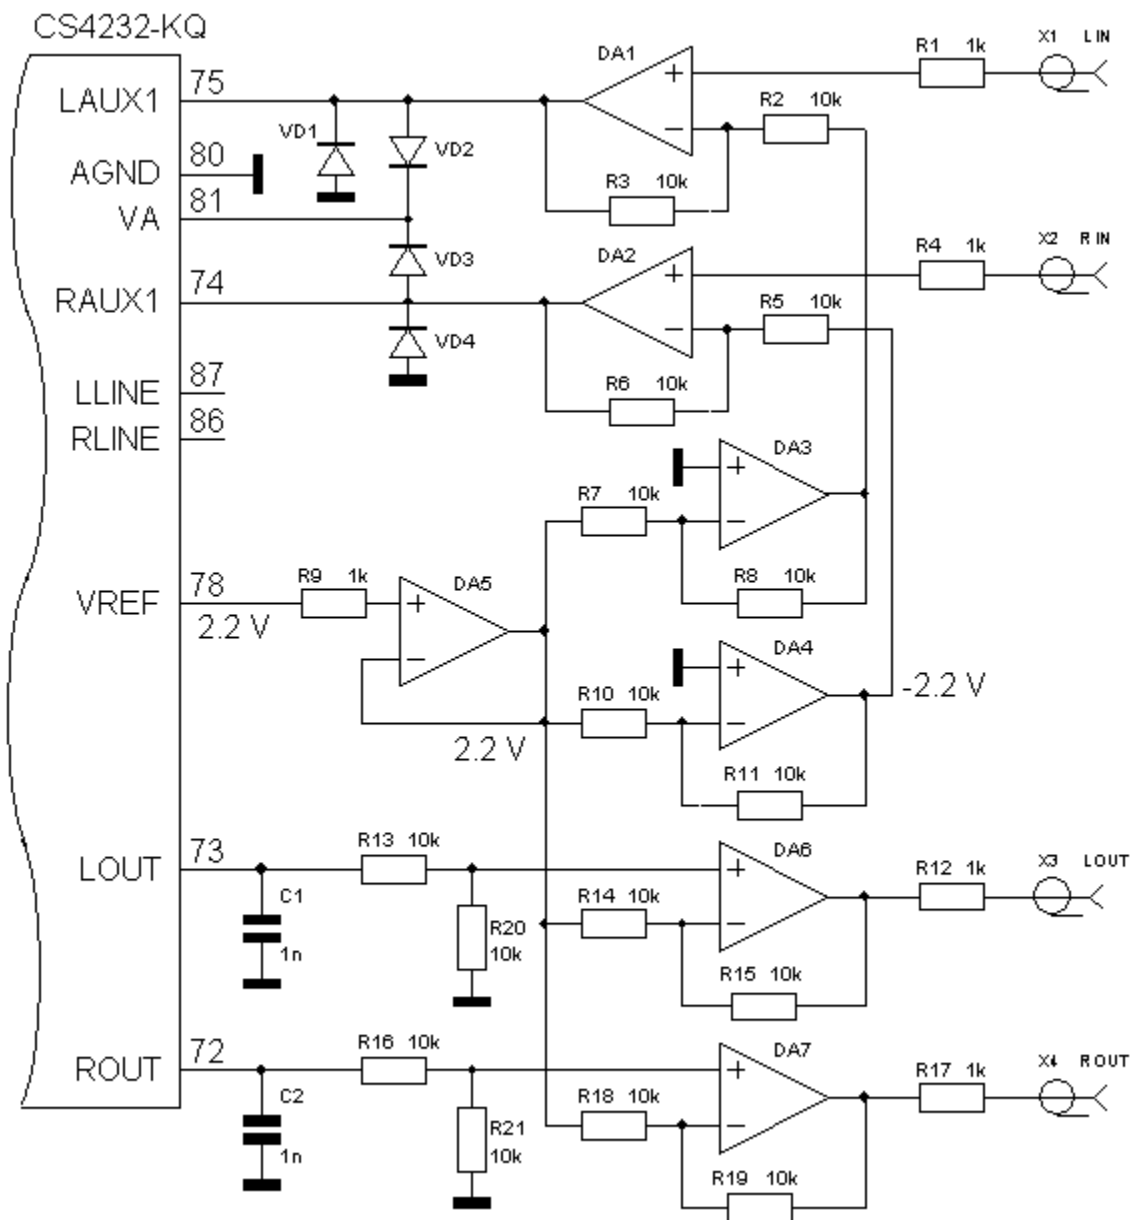 CS4232-KQ
LAUX1 75
AGND 80
VA 81
RAUX1 74
LLINE 87
RLINE 86
VREF 78
2.2 V
LOUT 73
ROUT 72
VD1
VD2
VD3
VD4
DA1
+
−
R1 1k
X1 LIN
R2 10k
R3 10k
DA2
+
−
R4 1k
X2 RIN
R5 10k
R6 10k
DA3
+
−
R7 10k
R8 10k
R9 1k
DA5
+
−
2.2 V
DA4
+
−
-2.2 V
R10 10k
R11 10k
C1
1n
R13 10k
R20
10k
R14 10k
DA6
+
−
R15 10k
R12 1k
X3 LOUT
C2
1n
R16 10k
R21
10k
R18 10k
DA7
+
−
R19 10k
R17 1k
X4 ROUT